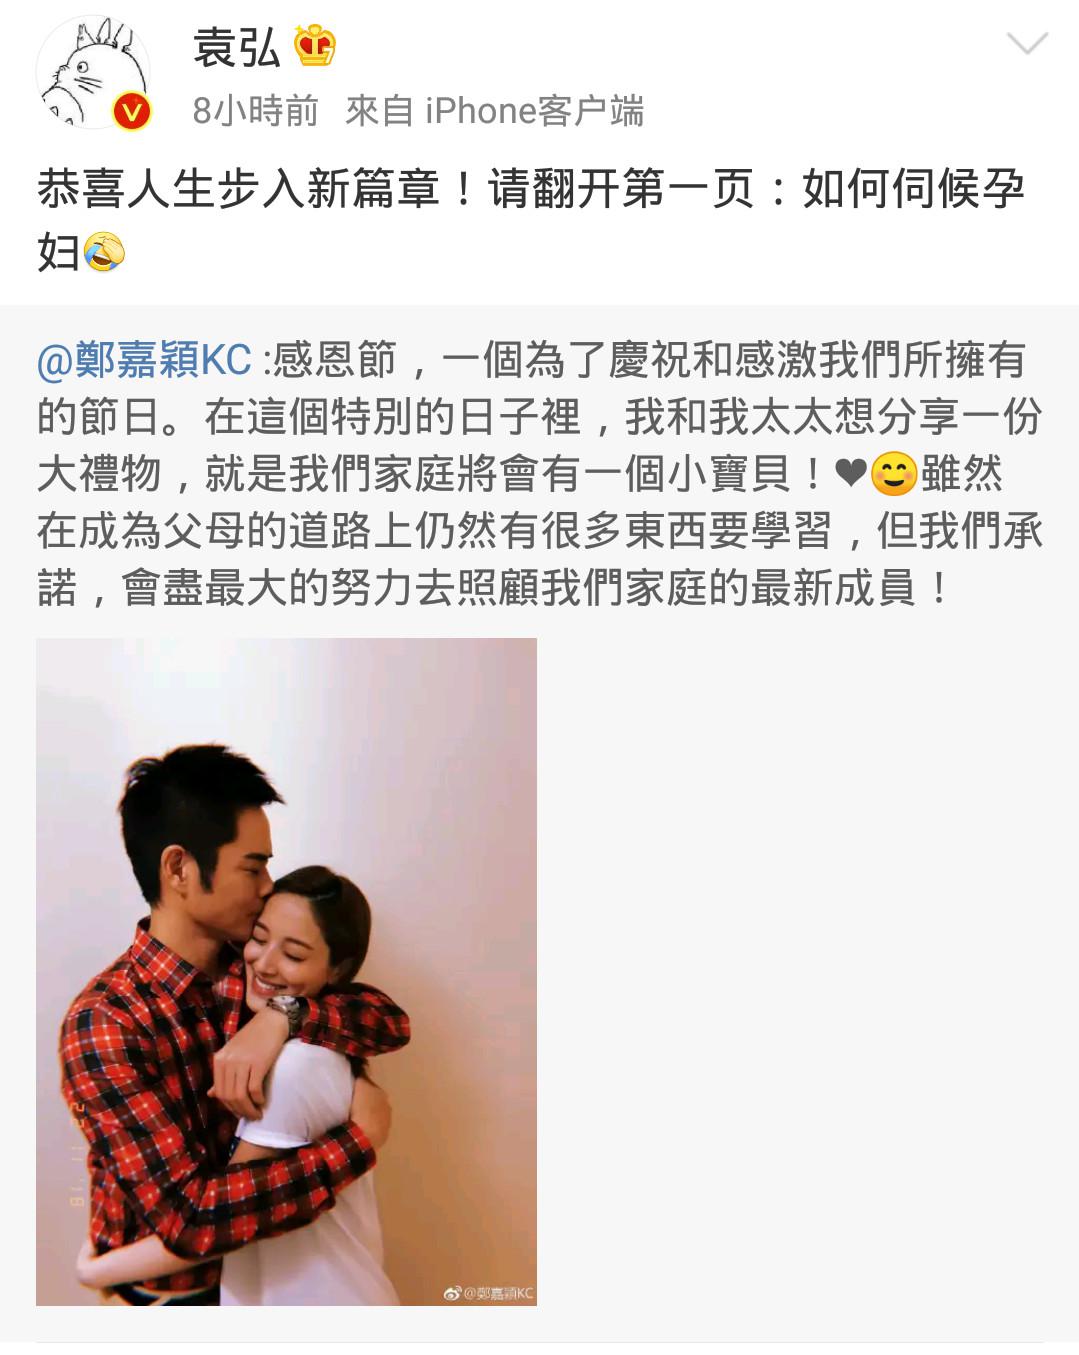 袁弘
8小時前 來自 iPhone客户端
恭喜人生步入新篇章！请翻开第一页：如何伺候孕
妇
@鄭嘉穎KC :感恩節，一個為了慶祝和感激我們所擁有
的節日。在這個特別的日子裡，我和我太太想分享一份
大禮物，就是我們家庭將會有一個小寶貝！❤😊雖然
在成為父母的道路上仍然有很多東西要學習，但我們承
諾，會盡最大的努力去照顧我們家庭的最新成員！
22 11 '18
@鄭嘉穎KC